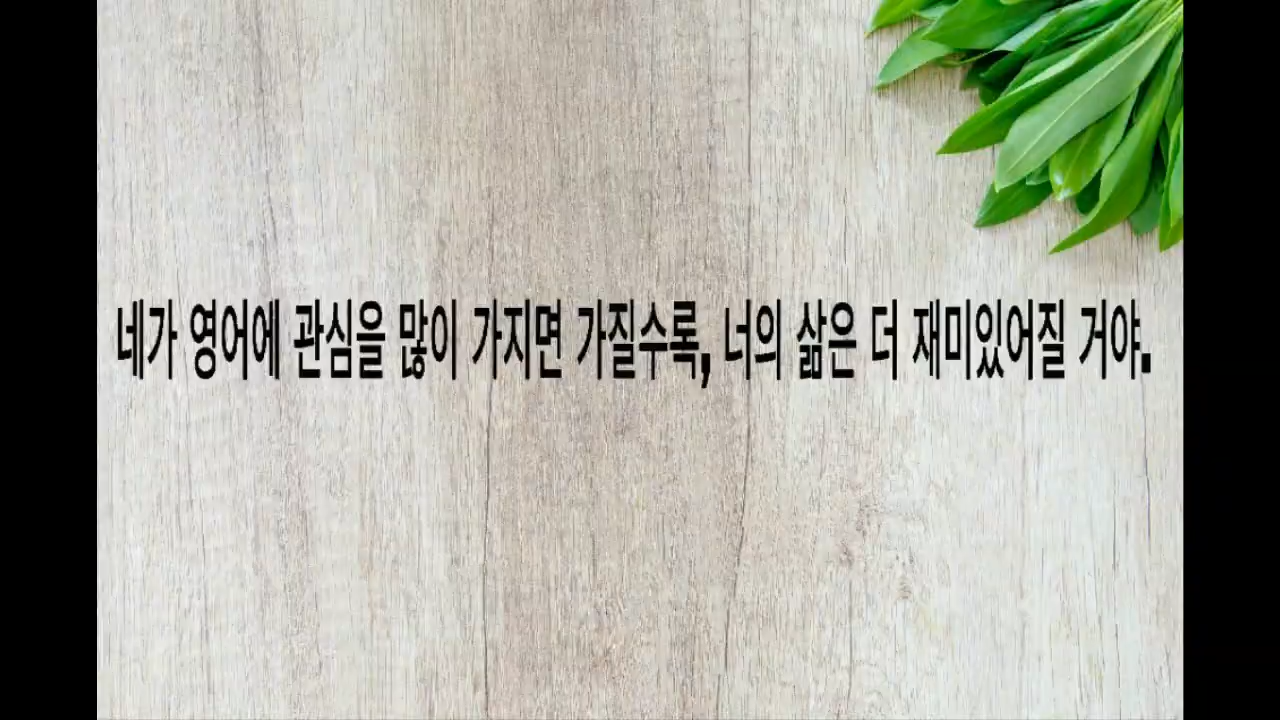 네가 영어에 관심을 많이 가지면 가질수록, 너의 삶은 더 재미있어질 거야.